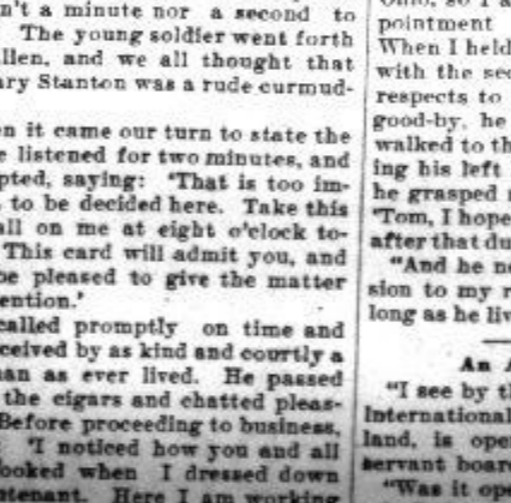 n't a minute nor a second to
The young soldier went forth
llen, and we all thought that
ary Stanton was a rude curmud-
n it came our turn to state the
e listened for two minutes, and
pted, saying: 'That is too im-
to be decided here. Take this
all on me at eight o'clock to-
This card will admit you, and
be pleased to give the matter
ention.'
called promptly on time and
ceived by as kind and courtly a
nan as ever lived. He passed
the cigars and chatted pleas-
Before proceeding to business,
'I noticed how you and all
ooked when I dressed down
utenant. Here I am working
pointment
When I held
with the sec
respects to
good-by, he
walked to th
ing his left
he grasped
'Tom, I hope
after that du
"And he ne
sion to my r
long as he liv
An A
"I see by th
International
land, is ope
servant boar
"Was it ope